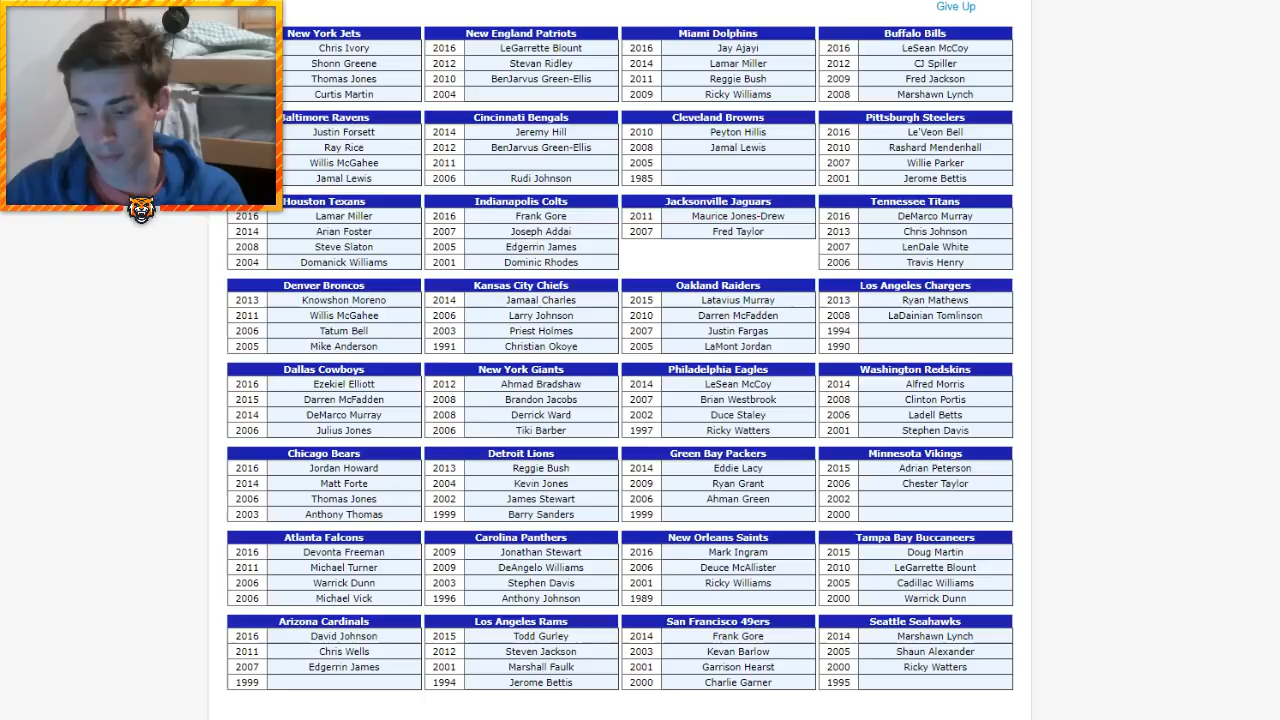 Give Up
New York Jets New England Patriots Miami Dolphins Buffalo Bills
Chris Ivory 2016 LeGarrette Blount 2016 Jay Ajayi 2016 LeSean McCoy
Shonn Greene 2012 Stevan Ridley 2014 Lamar Miller 2012 CJ Spiller
Thomas Jones 2010 BenJarvus Green-Ellis 2011 Reggie Bush 2009 Fred Jackson
Curtis Martin 2004 2009 Ricky Williams 2008 Marshawn Lynch
altimore Ravens Cincinnati Bengals Cleveland Browns Pittsburgh Steelers
Justin Forsett 2014 Jeremy Hill 2010 Peyton Hillis 2016 Le'Veon Bell
Ray Rice 2012 BenJarvus Green-Ellis 2008 Jamal Lewis 2010 Rashard Mendenhall
Willis McGahee 2011 2005 2007 Willie Parker
Jamal Lewis 2006 Rudi Johnson 1985 2001 Jerome Bettis
Houston Texans Indianapolis Colts Jacksonville Jaguars Tennessee Titans
2016 Lamar Miller 2016 Frank Gore 2011 Maurice Jones-Drew 2016 DeMarco Murray
2014 Arian Foster 2007 Joseph Addai 2007 Fred Taylor 2013 Chris Johnson
2008 Steve Slaton 2005 Edgerrin James 2007 LenDale White
2004 Domanick Williams 2001 Dominic Rhodes 2006 Travis Henry
Denver Broncos Kansas City Chiefs Oakland Raiders Los Angeles Chargers
2013 Knowshon Moreno 2014 Jamaal Charles 2015 Latavius Murray 2013 Ryan Mathews
2011 Willis McGahee 2006 Larry Johnson 2010 Darren McFadden 2008 LaDainian Tomlinson
2006 Tatum Bell 2003 Priest Holmes 2007 Justin Fargas 1994
2005 Mike Anderson 1991 Christian Okoye 2005 LaMont Jordan 1990
Dallas Cowboys New York Giants Philadelphia Eagles Washington Redskins
2016 Ezekiel Elliott 2012 Ahmad Bradshaw 2014 LeSean McCoy 2014 Alfred Morris
2015 Darren McFadden 2008 Brandon Jacobs 2007 Brian Westbrook 2008 Clinton Portis
2014 DeMarco Murray 2008 Derrick Ward 2002 Duce Staley 2006 Ladell Betts
2006 Julius Jones 2006 Tiki Barber 1997 Ricky Watters 2001 Stephen Davis
Chicago Bears Detroit Lions Green Bay Packers Minnesota Vikings
2016 Jordan Howard 2013 Reggie Bush 2014 Eddie Lacy 2015 Adrian Peterson
2014 Matt Forte 2004 Kevin Jones 2009 Ryan Grant 2006 Chester Taylor
2006 Thomas Jones 2002 James Stewart 2006 Ahman Green 2002
2003 Anthony Thomas 1999 Barry Sanders 1999 2000
Atlanta Falcons Carolina Panthers New Orleans Saints Tampa Bay Buccaneers
2016 Devonta Freeman 2009 Jonathan Stewart 2016 Mark Ingram 2015 Doug Martin
2011 Michael Turner 2009 DeAngelo Williams 2006 Deuce McAllister 2010 LeGarrette Blount
2006 Warrick Dunn 2003 Stephen Davis 2001 Ricky Williams 2005 Cadillac Williams
2006 Michael Vick 1996 Anthony Johnson 1989 2000 Warrick Dunn
Arizona Cardinals Los Angeles Rams San Francisco 49ers Seattle Seahawks
2016 David Johnson 2015 Todd Gurley 2014 Frank Gore 2014 Marshawn Lynch
2011 Chris Wells 2012 Steven Jackson 2003 Kevan Barlow 2005 Shaun Alexander
2007 Edgerrin James 2001 Marshall Faulk 2001 Garrison Hearst 2000 Ricky Watters
1999 1994 Jerome Bettis 2000 Charlie Garner 1995